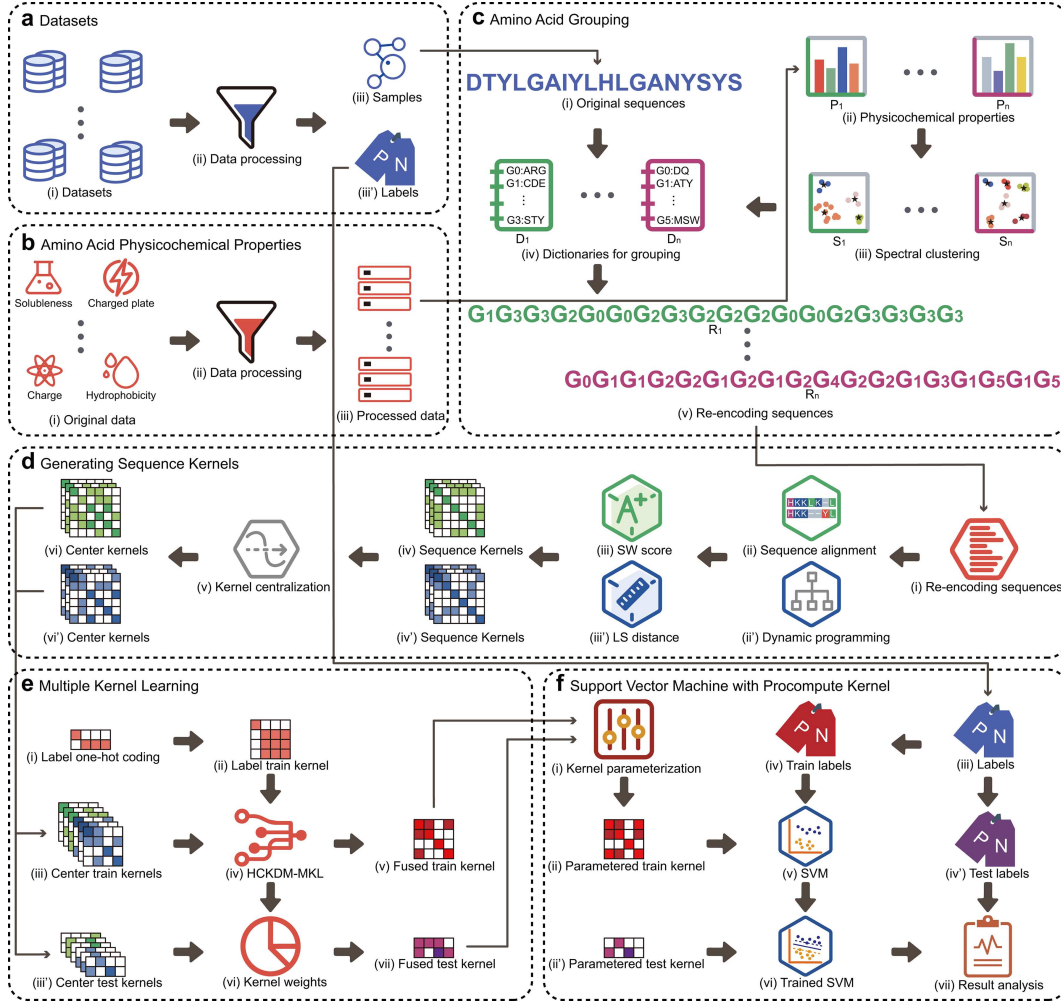 a Datasets
(i) Datasets
(ii) Data processing
(iii) Samples
P N
(iii') Labels
b Amino Acid Physicochemical Properties
Solubleness
Charged plate
Charge
Hydrophobicity
(i) Original data
(ii) Data processing
(iii) Processed data
c Amino Acid Grouping
DTYLGAIYLHLGANYSYS
(i) Original sequences
P1
Pn
(ii) Physicochemical properties
G0:ARG
G1:CDE
⋮
G3:STY
D1
G0:DQ
G1:ATY
⋮
G5:MSW
Dn
(iv) Dictionaries for grouping
S1
Sn
(iii) Spectral clustering
G1G3G3G2G0G0G2G3G2G2G2G0G0G2G3G3G3G3
R1
G0G1G1G2G2G1G2G1G2G4G2G2G1G3G1G5G1G5
Rn
(v) Re-encoding sequences
d Generating Sequence Kernels
(vi) Center kernels
(v) Kernel centralization
(iv) Sequence Kernels
A+
(iii) SW score
HKKLK-L
HKK---YL
(ii) Sequence alignment
(i) Re-encoding sequences
(vi') Center kernels
(iv') Sequence Kernels
(iii') LS distance
(ii') Dynamic programming
e Multiple Kernel Learning
(i) Label one-hot coding
(ii) Label train kernel
(iii) Center train kernels
(iv) HCKDM-MKL
(v) Fused train kernel
(iii') Center test kernels
(vi) Kernel weights
(vii) Fused test kernel
f Support Vector Machine with Procompute Kernel
(i) Kernel parameterization
P N
(iv) Train labels
P N
(iii) Labels
(ii) Parametered train kernel
(v) SVM
P N
(iv') Test labels
(ii') Parametered test kernel
(vi) Trained SVM
(vii) Result analysis